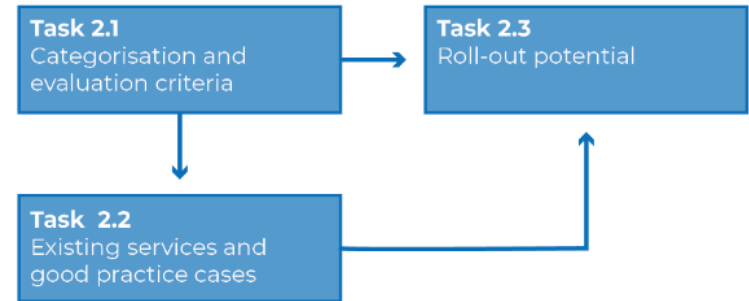 Task 2.1
Categorisation and
evaluation criteria
Task 2.3
Roll-out potential
Task 2.2
Existing services and
good practice cases